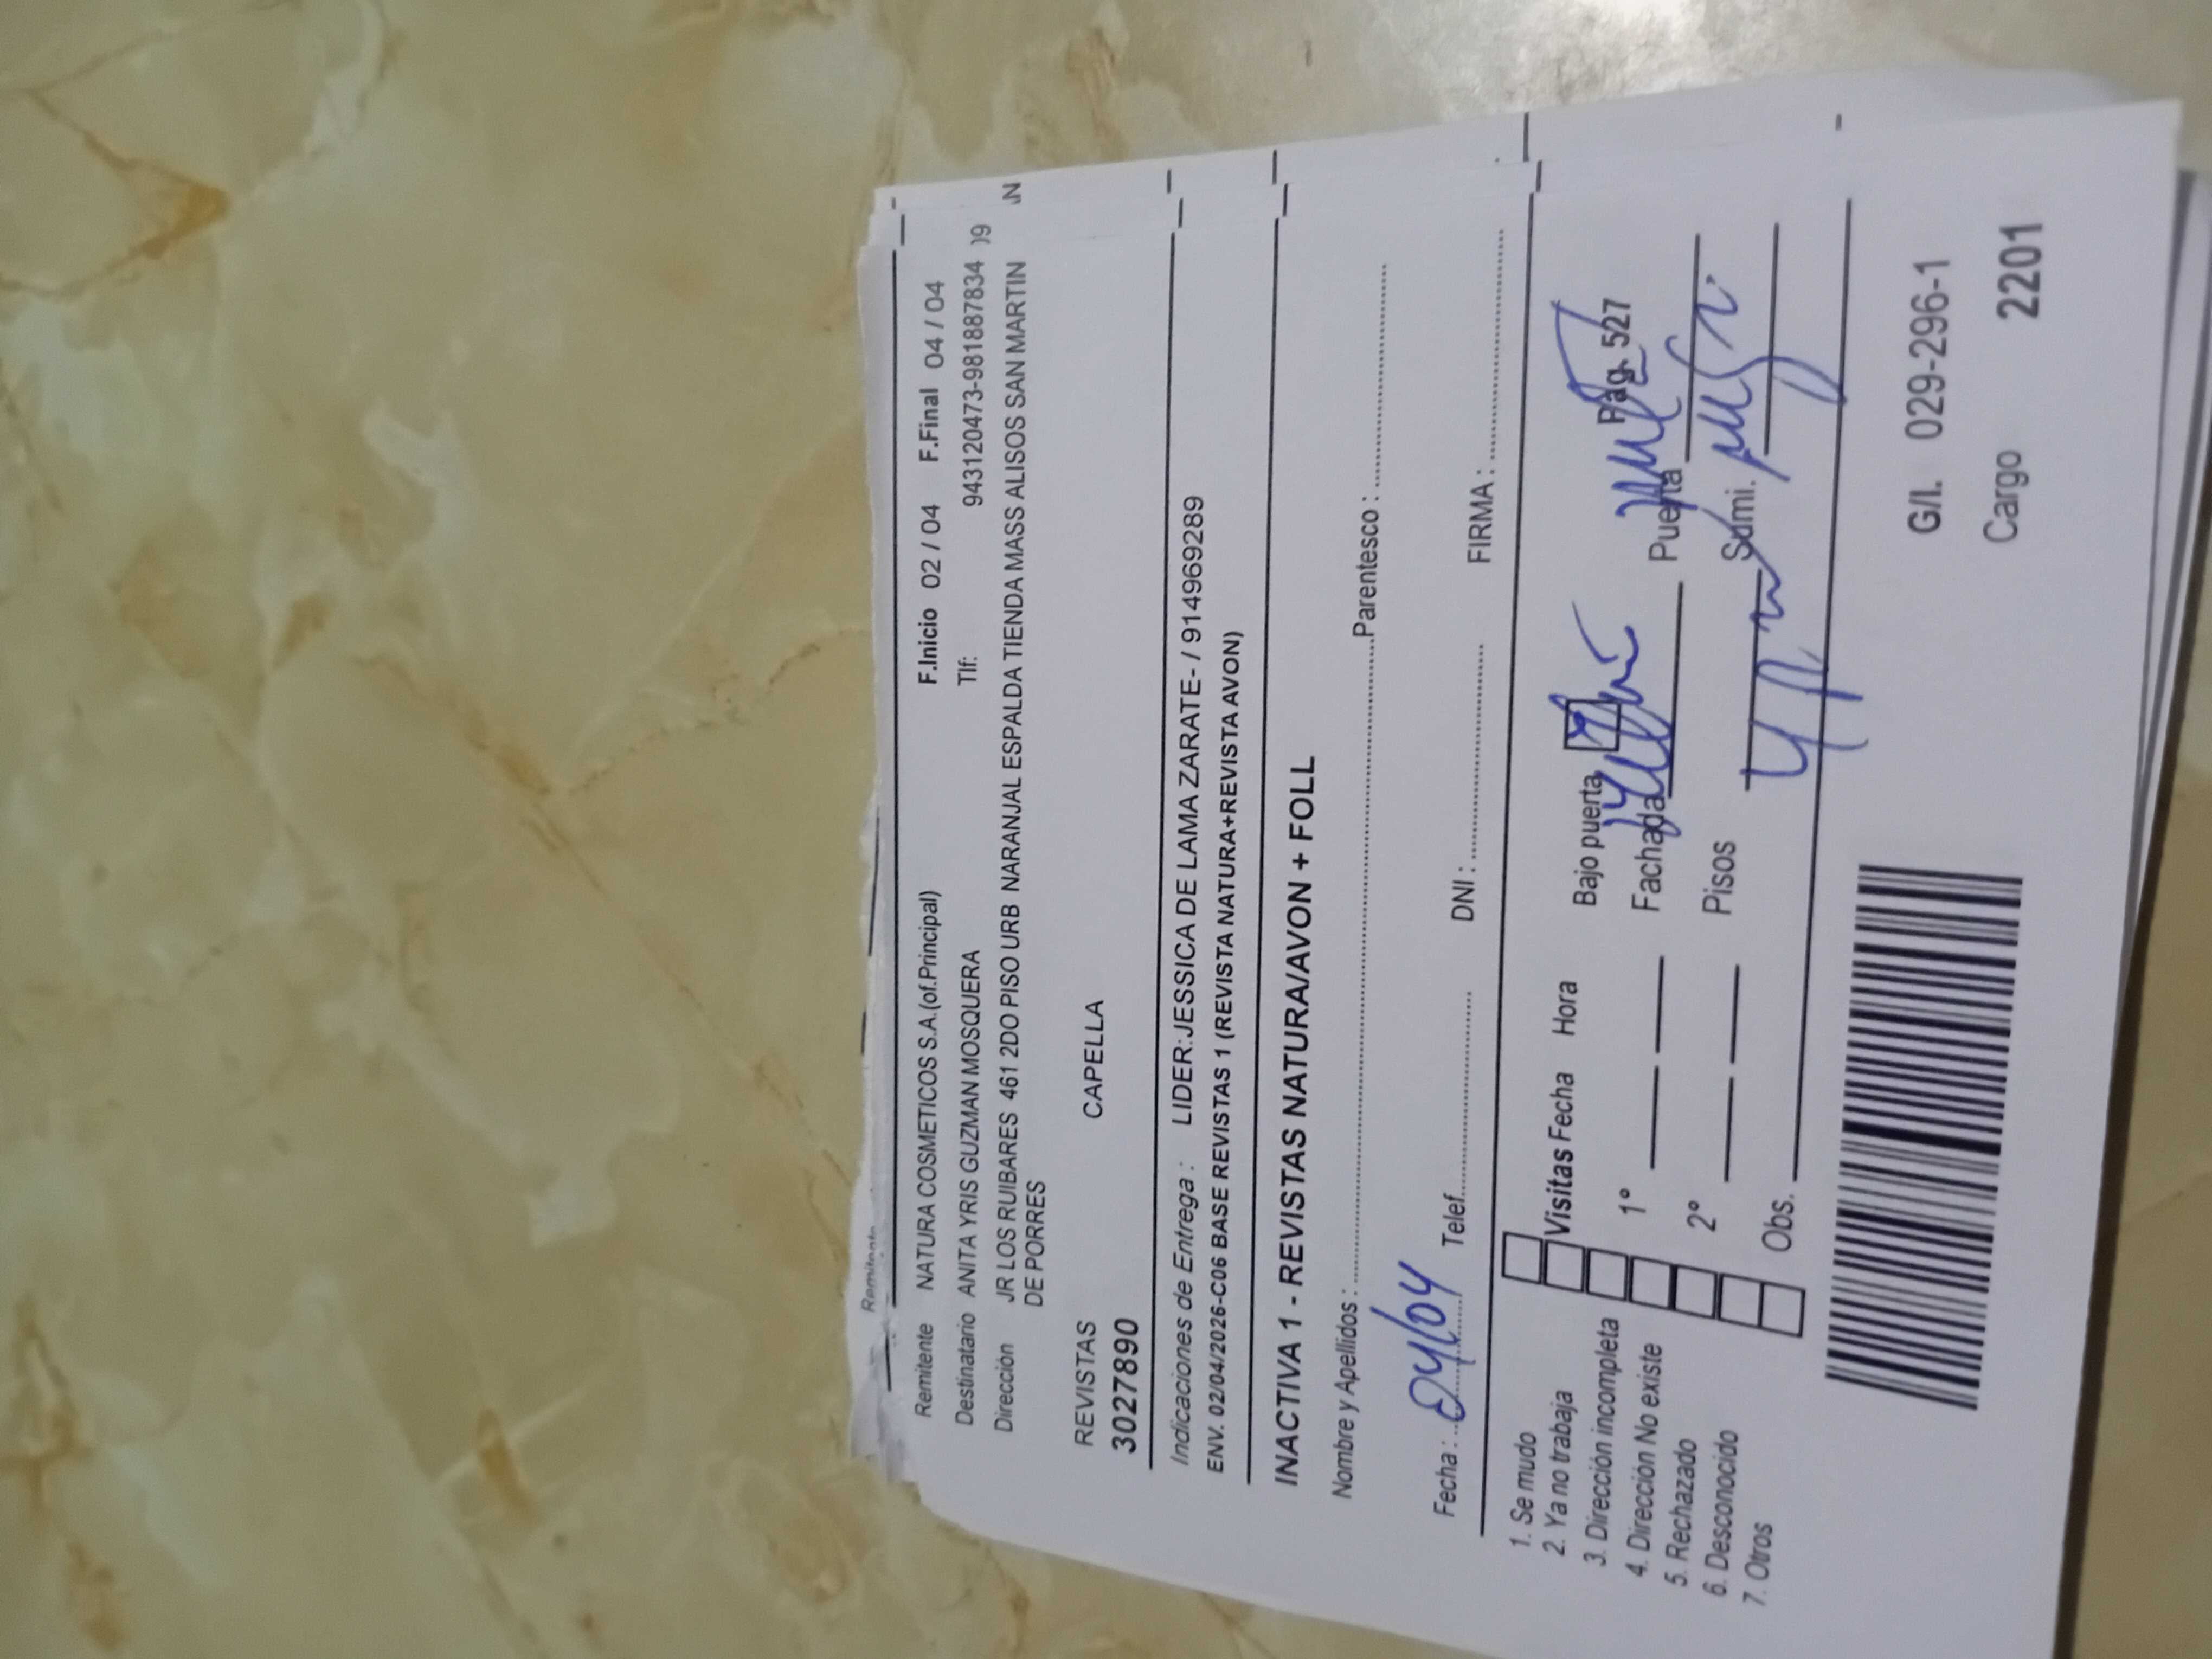 Remitente
Remitente NATURA COSMETICOS S.A.(of.Principal) F.Inicio 02 / 04 F.Final 04 / 04
Destinatario ANITA YRIS GUZMAN MOSQUERA Tlf: 943120473-981887834
Dirección JR LOS RUIBARES 461 2DO PISO URB NARANJAL ESPALDA TIENDA MASS ALISOS SAN MARTIN
DE PORRES
REVISTAS CAPELLA
3027890
Indicaciones de Entrega : LIDER:JESSICA DE LAMA ZARATE- / 914969289
ENV. 02/04/2026-C06 BASE REVISTAS 1 (REVISTA NATURA+REVISTA AVON)
INACTIVA 1 - REVISTAS NATURA/AVON + FOLL
Nombre y Apellidos : Parentesco :
Fecha : 04/04 Telef. DNI : FIRMA :
1. Se mudo
2. Ya no trabaja
3. Dirección incompleta
4. Dirección No existe
5. Rechazado
6. Desconocido
7. Otros
Visitas Fecha Hora Bajo puerta Pág. 527
1° Fachada Puerta
2° Pisos Sumi.
Obs.
G/I. 029-296-1
Cargo 2201